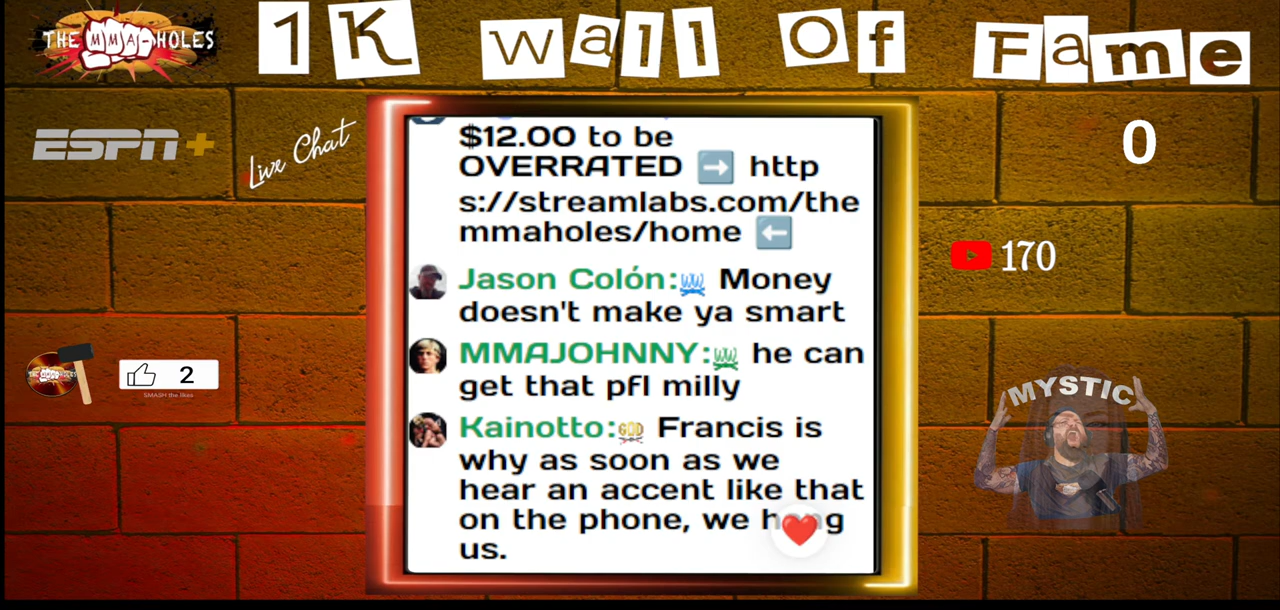 THE MMA-HOLES
1K Wall Of Fame
ESPN+
Live Chat
0
$12.00 to be
OVERRATED ➡️ http
s://streamlabs.com/the
mmaholes/home ⬅️
Jason Colón: Money
doesn't make ya smart
MMAJOHNNY: he can
get that pfl milly
Kainotto: GOD Francis is
why as soon as we
hear an accent like that
on the phone, we
us.
170
2
SMASH the likes
MYSTIC